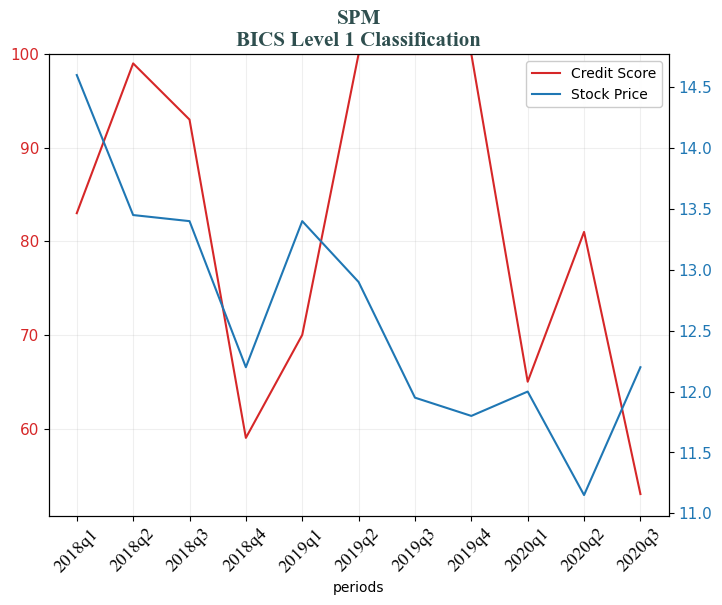 SPM
BICS Level 1 Classification
100
90
80
70
60
Credit Score
Stock Price
14.5
14.0
13.5
13.0
12.5
12.0
11.5
11.0
2018q1
2018q2
2018q3
2018q4
2019q1
2019q2
2019q3
2019q4
2020q1
2020q2
2020q3
periods